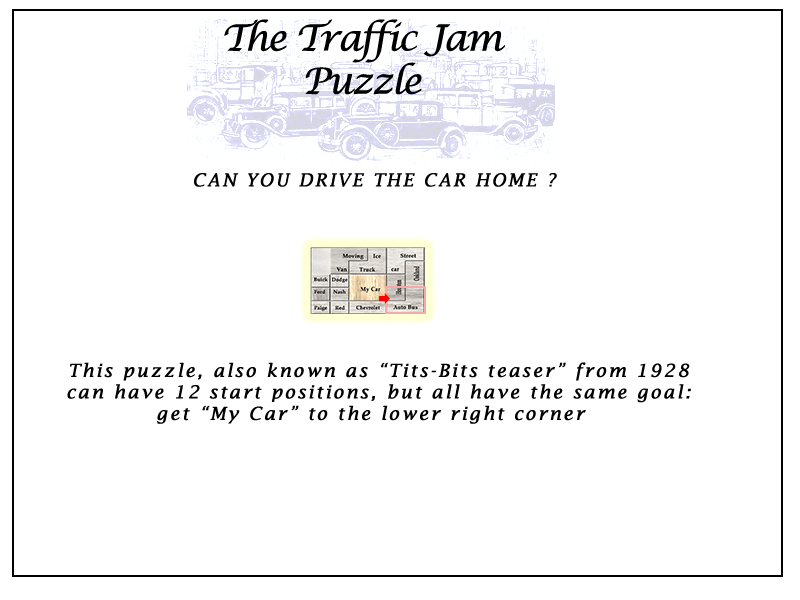 The Traffic Jam
Puzzle
CAN YOU DRIVE THE CAR HOME ?
Moving Ice Street
Van Truck car
Buick Dodge Oakland
Ford Nash My Car
Paige Red Chevrolet Auto Bus
This puzzle, also known as “Tits-Bits teaser” from 1928
can have 12 start positions, but all have the same goal:
get “My Car” to the lower right corner